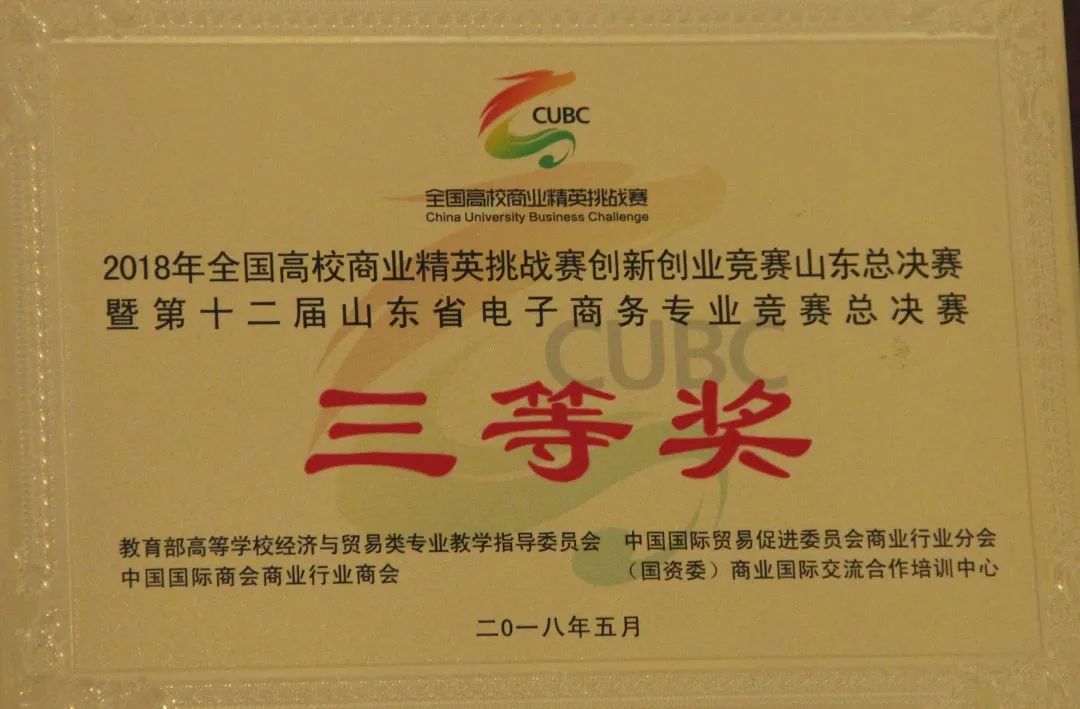 CUBC
全国高校商业精英挑战赛
China University Business Challenge
2018年全国高校商业精英挑战赛创新创业竞赛山东总决赛
暨第十二届山东省电子商务专业竞赛总决赛
CUBC
三等奖
教育部高等学校经济与贸易类专业教学指导委员会 中国国际贸易促进委员会商业行业分会
中国国际商会商业行业商会 （国资委）商业国际交流合作培训中心
二0一八年五月